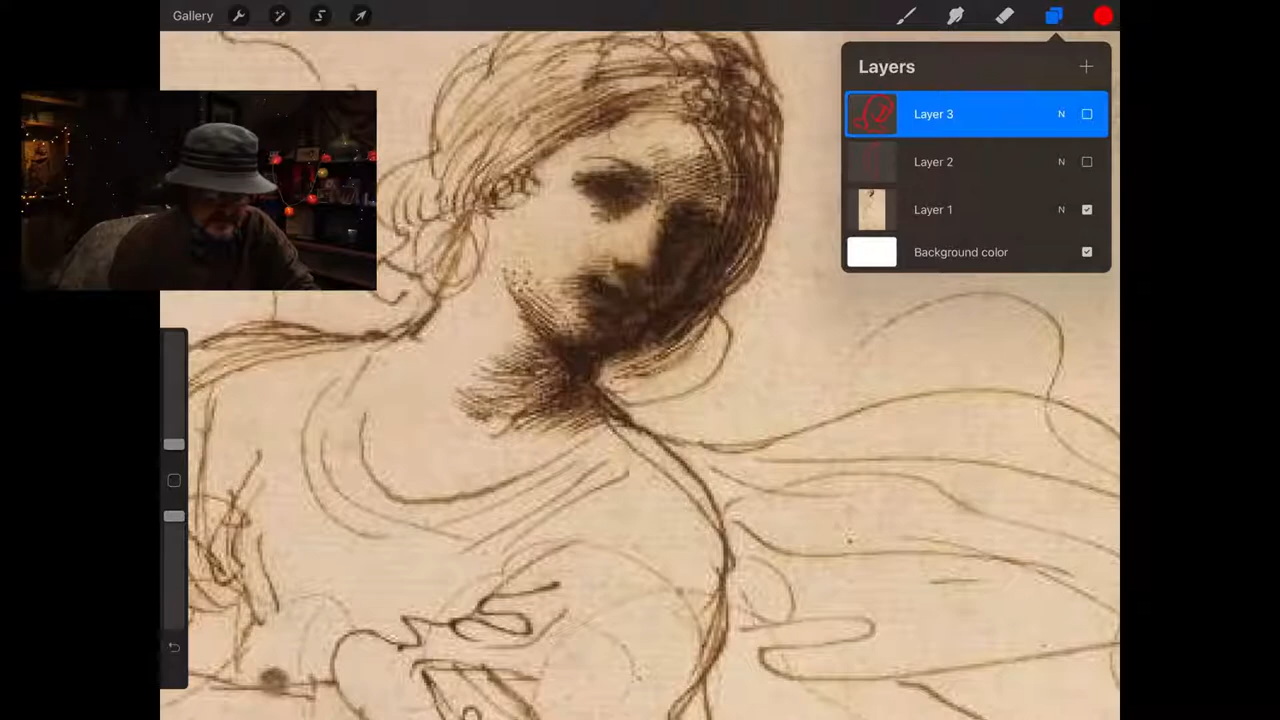 Gallery
Layers
Layer 3 N
Layer 2 N
Layer 1 N
Background color